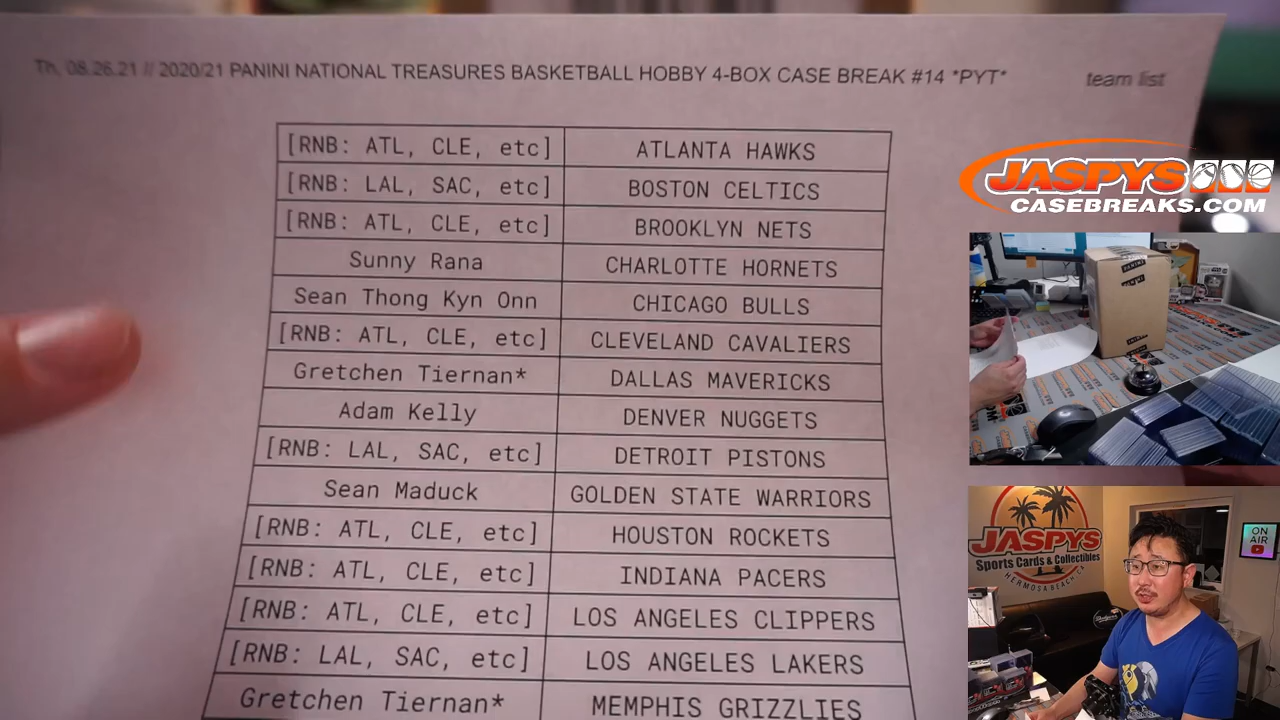 Th, 08.26.21 // 2020/21 PANINI NATIONAL TREASURES BASKETBALL HOBBY 4-BOX CASE BREAK #14 *PYT* team list
[RNB: ATL, CLE, etc] ATLANTA HAWKS
[RNB: LAL, SAC, etc] BOSTON CELTICS
[RNB: ATL, CLE, etc] BROOKLYN NETS
Sunny Rana CHARLOTTE HORNETS
Sean Thong Kyn Onn CHICAGO BULLS
[RNB: ATL, CLE, etc] CLEVELAND CAVALIERS
Gretchen Tiernan* DALLAS MAVERICKS
Adam Kelly DENVER NUGGETS
[RNB: LAL, SAC, etc] DETROIT PISTONS
Sean Maduck GOLDEN STATE WARRIORS
[RNB: ATL, CLE, etc] HOUSTON ROCKETS
[RNB: ATL, CLE, etc] INDIANA PACERS
[RNB: ATL, CLE, etc] LOS ANGELES CLIPPERS
[RNB: LAL, SAC, etc] LOS ANGELES LAKERS
Gretchen Tiernan* MEMPHIS GRIZZLIES
JASPYS
CASEBREAKS.COM
PANINI
JASPYS
Sports Cards & Collectibles
HERMOSA BEACH, CA
ON
AIR